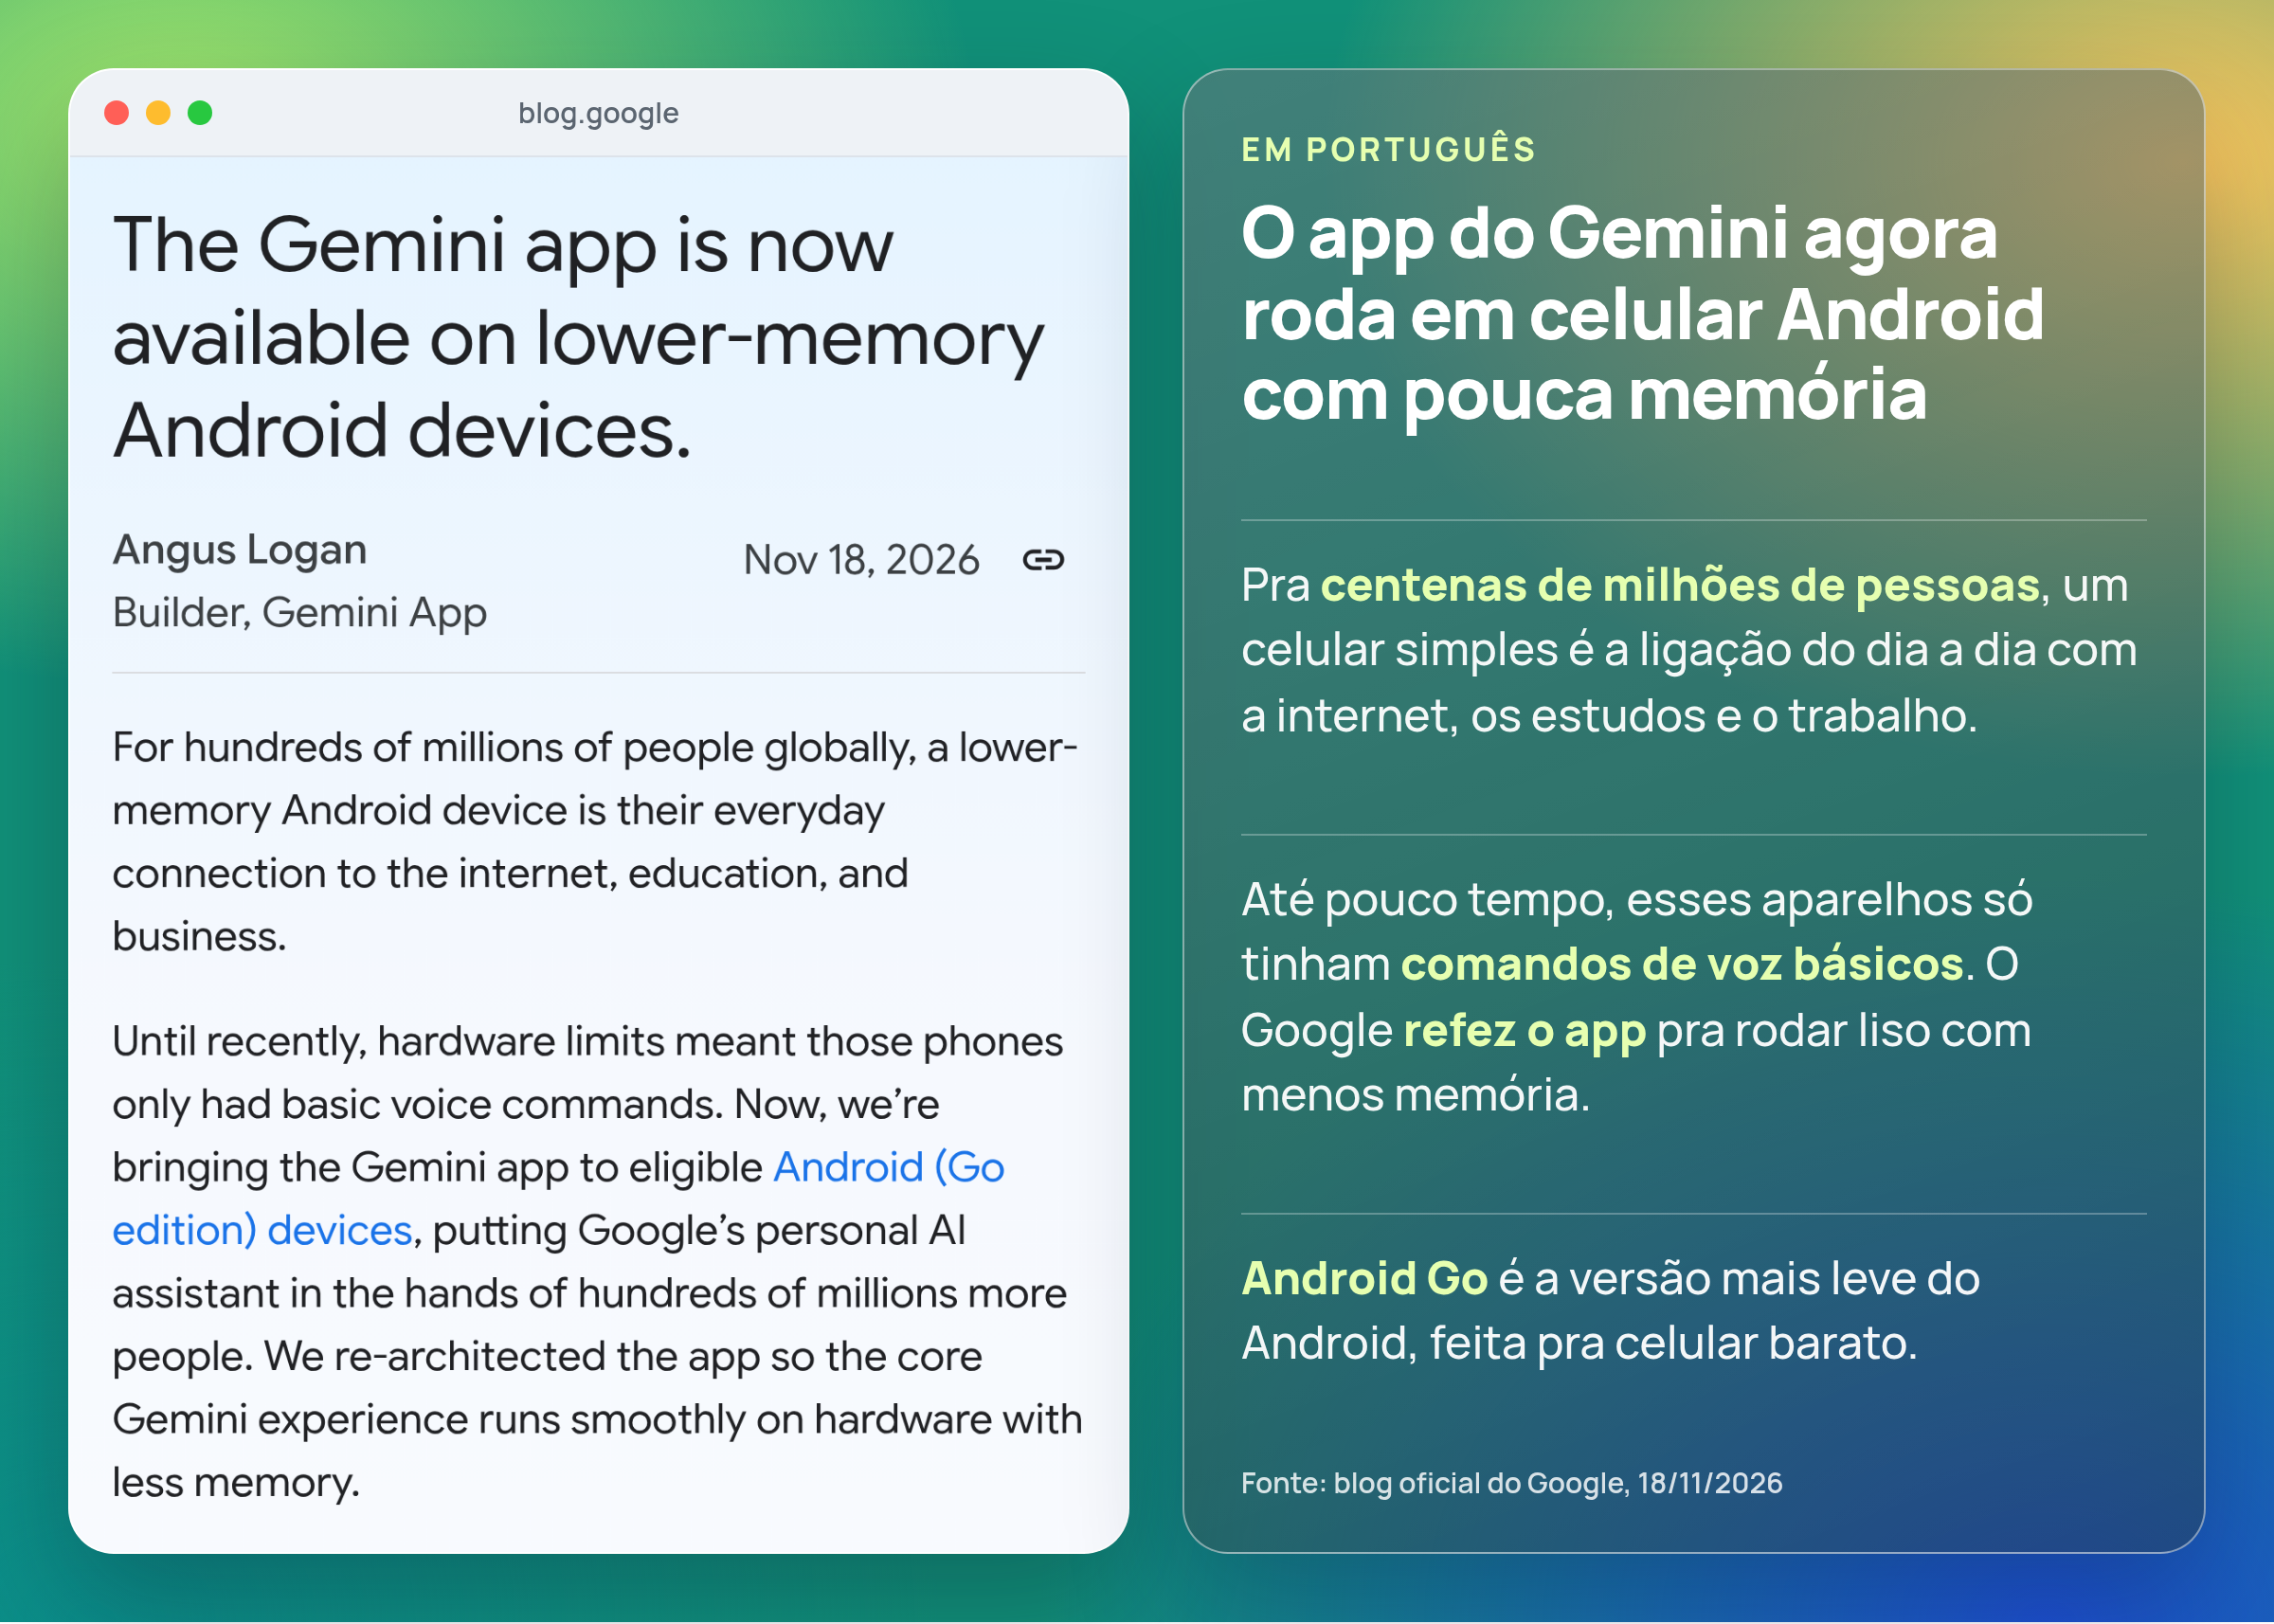 blog.google
The Gemini app is now
available on lower-memory
Android devices.
Angus Logan
Nov 18, 2026
Builder, Gemini App
For hundreds of millions of people globally, a lower-
memory Android device is their everyday
connection to the internet, education, and
business.
Until recently, hardware limits meant those phones
only had basic voice commands. Now, we’re
bringing the Gemini app to eligible Android (Go
edition) devices, putting Google’s personal AI
assistant in the hands of hundreds of millions more
people. We re-architected the app so the core
Gemini experience runs smoothly on hardware with
less memory.
EM PORTUGUÊS
O app do Gemini agora
roda em celular Android
com pouca memória
Pra centenas de milhões de pessoas, um
celular simples é a ligação do dia a dia com
a internet, os estudos e o trabalho.
Até pouco tempo, esses aparelhos só
tinham comandos de voz básicos. O
Google refez o app pra rodar liso com
menos memória.
Android Go é a versão mais leve do
Android, feita pra celular barato.
Fonte: blog oficial do Google, 18/11/2026